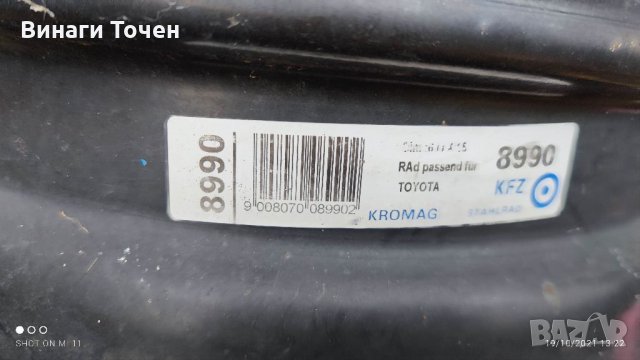 Винаги Точен
8990
9 008070 089902
RAd passend für
TOYOTA
KROMAG
8990
KFZ
STAHLRAD
SHOT ON M 11
BAZAR
19/10/2021 13:22